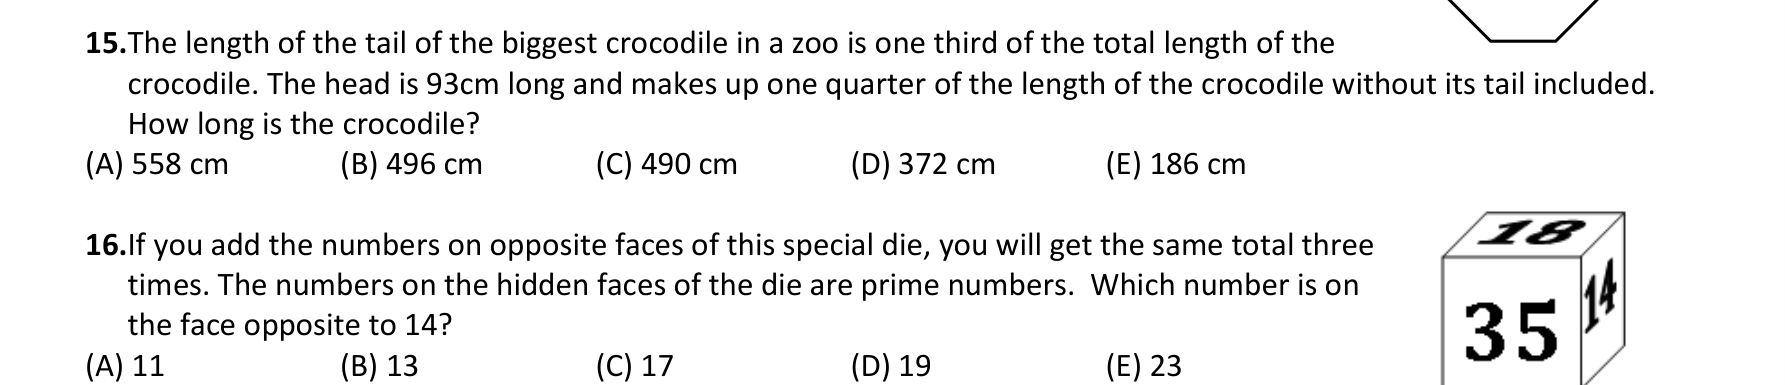 15.The length of the tail of the biggest crocodile in a zoo is one third of the total length of the
crocodile. The head is 93cm long and makes up one quarter of the length of the crocodile without its tail included.
How long is the crocodile?
(A) 558 cm (B) 496 cm (C) 490 cm (D) 372 cm (E) 186 cm
16.If you add the numbers on opposite faces of this special die, you will get the same total three
times. The numbers on the hidden faces of the die are prime numbers.  Which number is on
the face opposite to 14?
(A) 11 (B) 13 (C) 17 (D) 19 (E) 23
18
14
35